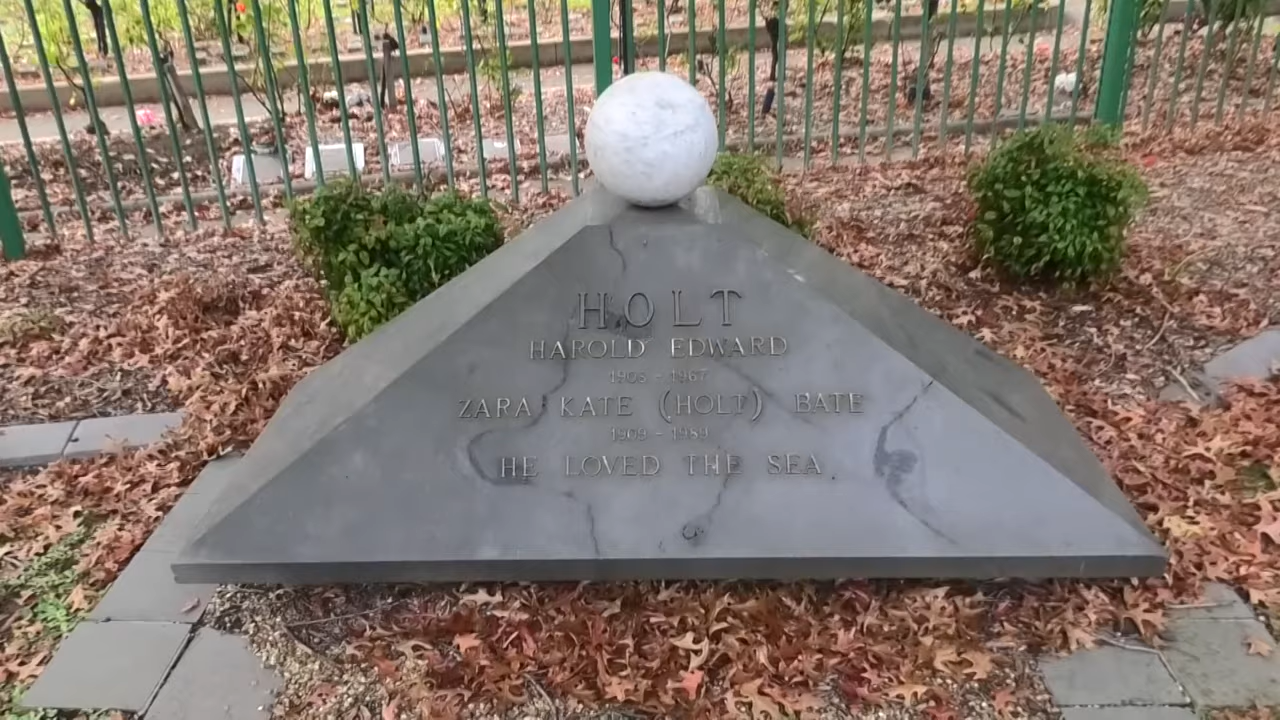 HOLT
HAROLD EDWARD
1908 - 1967
ZARA KATE (HOLT) BATE
1909 - 1989
HE LOVED THE SEA